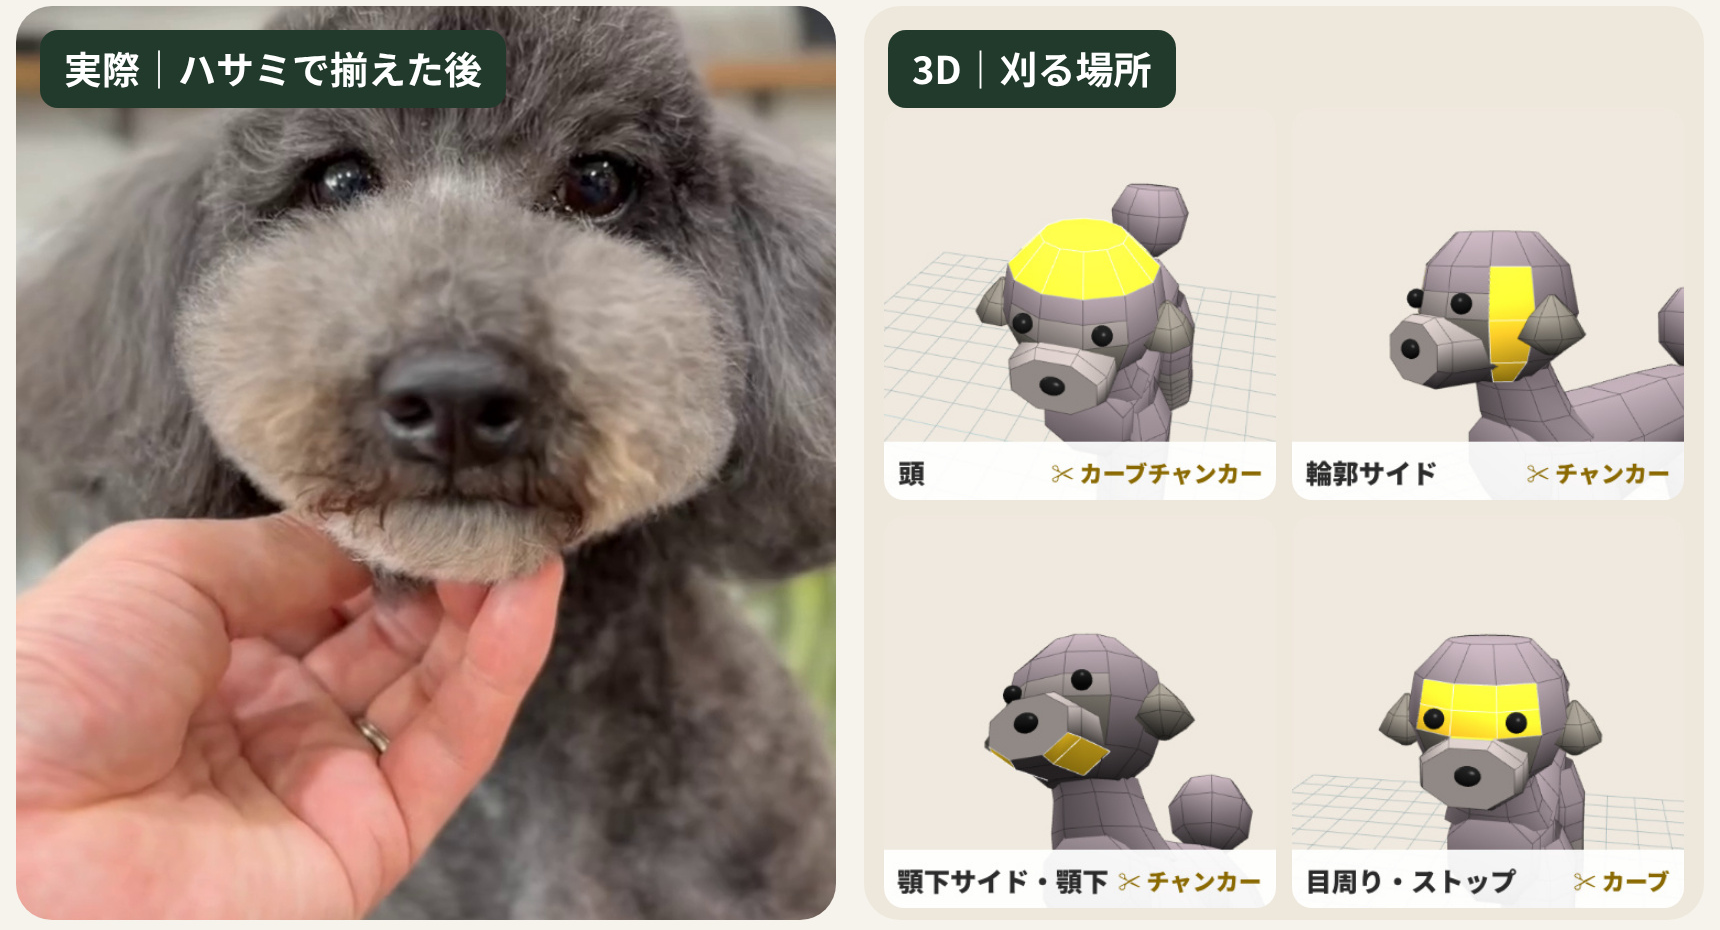 実際｜ハサミで揃えた後
3D｜刈る場所
頭 ✂ カーブチャンカー
輪郭サイド ✂ チャンカー
顎下サイド・顎下 ✂ チャンカー
目周り・ストップ ✂ カーブ